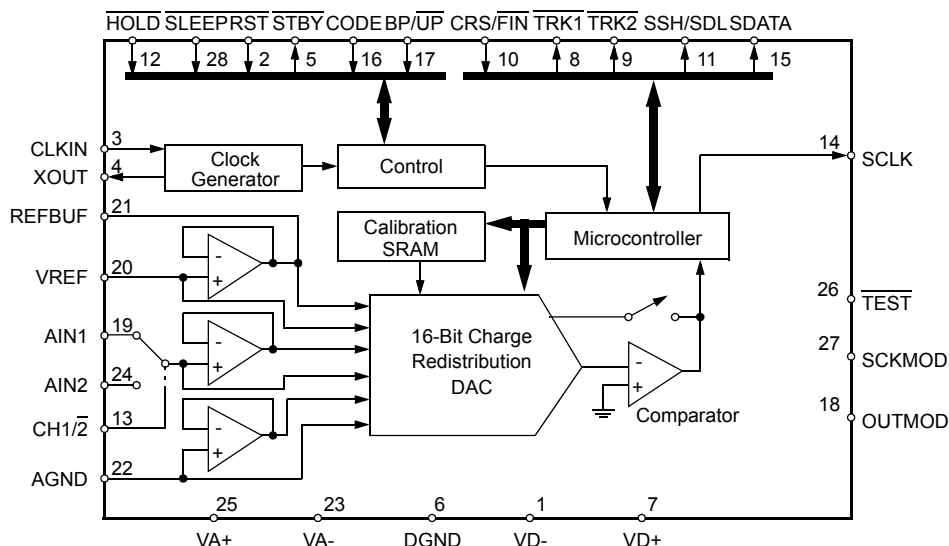 HOLD SLEEP RST STBY CODE BP/UP CRS/FIN TRK1 TRK2 SSH/SDL SDATA
12 28 2 5 16 17 10 8 9 11 15
CLKIN 3
XOUT 4
REFBUF 21
VREF 20
AIN1 19
AIN2 24
CH1/2 13
AGND 22
Clock
Generator
Control
Calibration
SRAM
Microcontroller
14 SCLK
26 TEST
27 SCKMOD
18 OUTMOD
-
+
-
+
-
+
16-Bit Charge
Redistribution
DAC
-
+
Comparator
25 23 6 1 7
VA+ VA- DGND VD- VD+